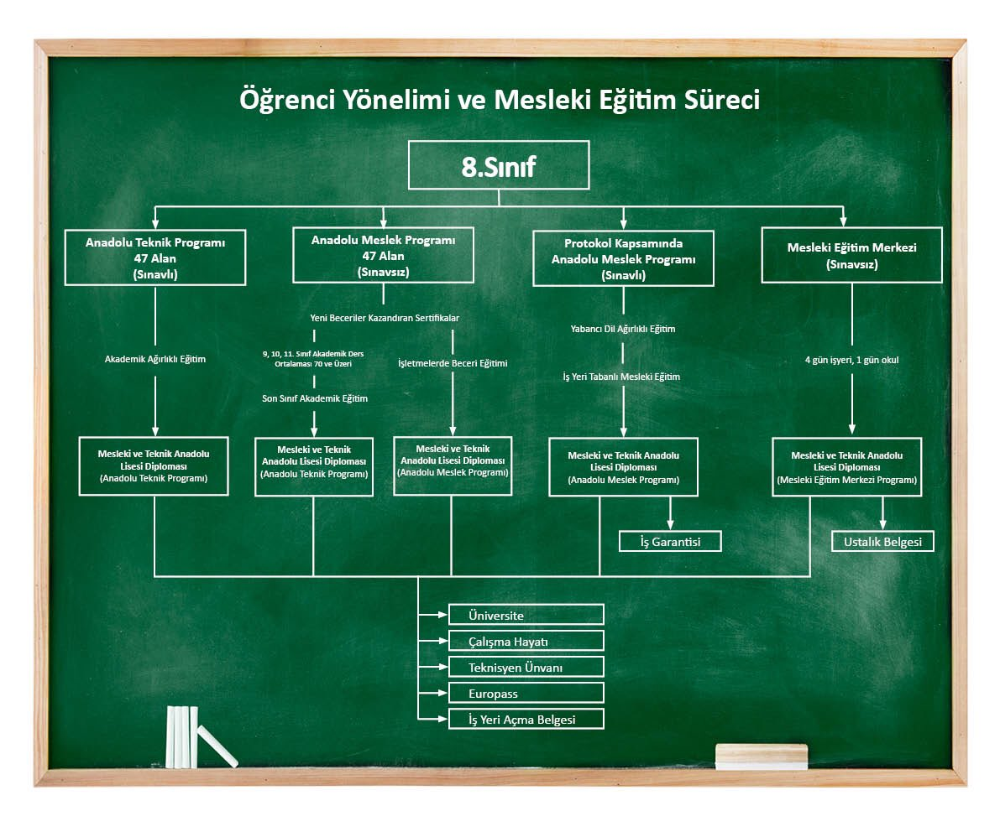 Öğrenci Yönelimi ve Mesleki Eğitim Süreci
8.Sınıf
Anadolu Teknik Programı
47 Alan
(Sınavlı)
Anadolu Meslek Programı
47 Alan
(Sınavsız)
Protokol Kapsamında
Anadolu Meslek Programı
(Sınavlı)
Mesleki Eğitim Merkezi
(Sınavsız)
Akademik Ağırlıklı Eğitim
Yeni Beceriler Kazandıran Sertifikalar
9, 10, 11. Sınıf Akademik Ders
Ortalaması 70 ve Üzeri
Son Sınıf Akademik Eğitim
İşletmelerde Beceri Eğitimi
Yabancı Dil Ağırlıklı Eğitim
İş Yeri Tabanlı Mesleki Eğitim
4 gün işyeri, 1 gün okul
Mesleki ve Teknik Anadolu
Lisesi Diploması
(Anadolu Teknik Programı)
Mesleki ve Teknik
Anadolu Lisesi Diploması
(Anadolu Teknik Programı)
Mesleki ve Teknik
Anadolu Lisesi Diploması
(Anadolu Meslek Programı)
Mesleki ve Teknik Anadolu
Lisesi Diploması
(Anadolu Meslek Programı)
Mesleki ve Teknik Anadolu
Lisesi Diploması
(Mesleki Eğitim Merkezi Programı)
İş Garantisi
Ustalık Belgesi
Üniversite
Çalışma Hayatı
Teknisyen Ünvanı
Europass
İş Yeri Açma Belgesi